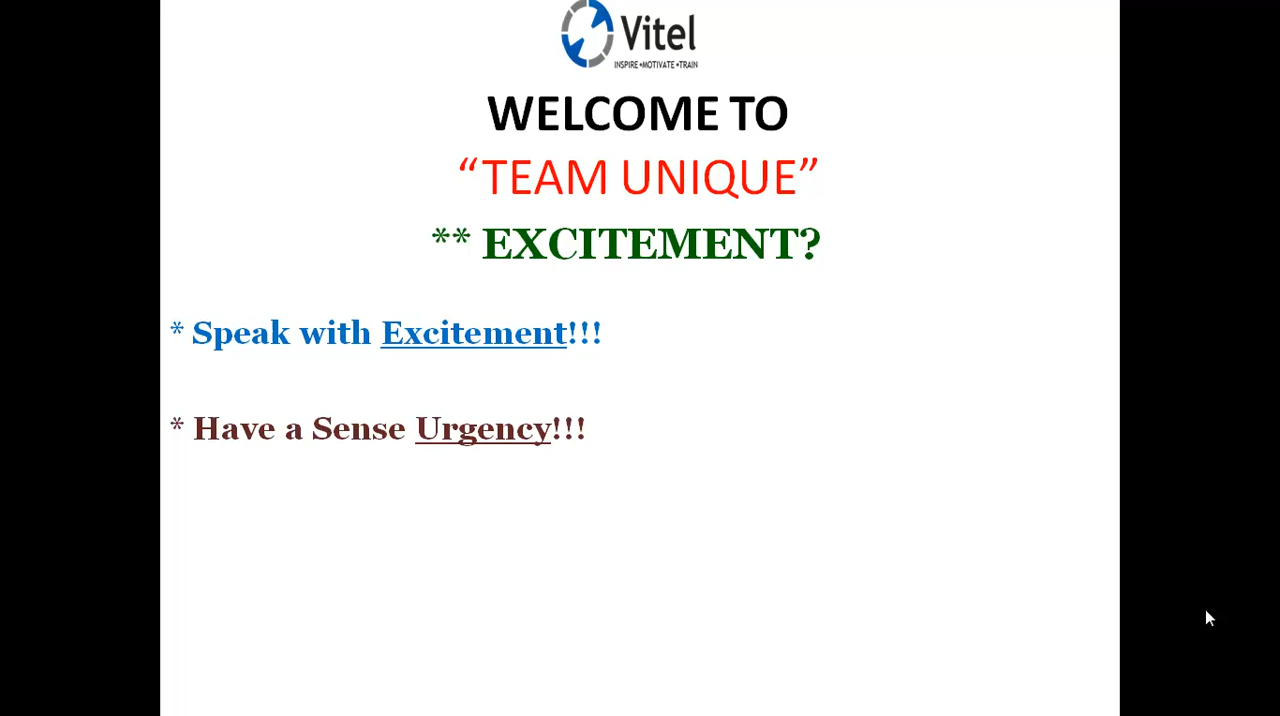 Vitel
INSPIRE •MOTIVATE •TRAIN
WELCOME TO
“TEAM UNIQUE”
** EXCITEMENT?
* Speak with Excitement!!!
* Have a Sense Urgency!!!